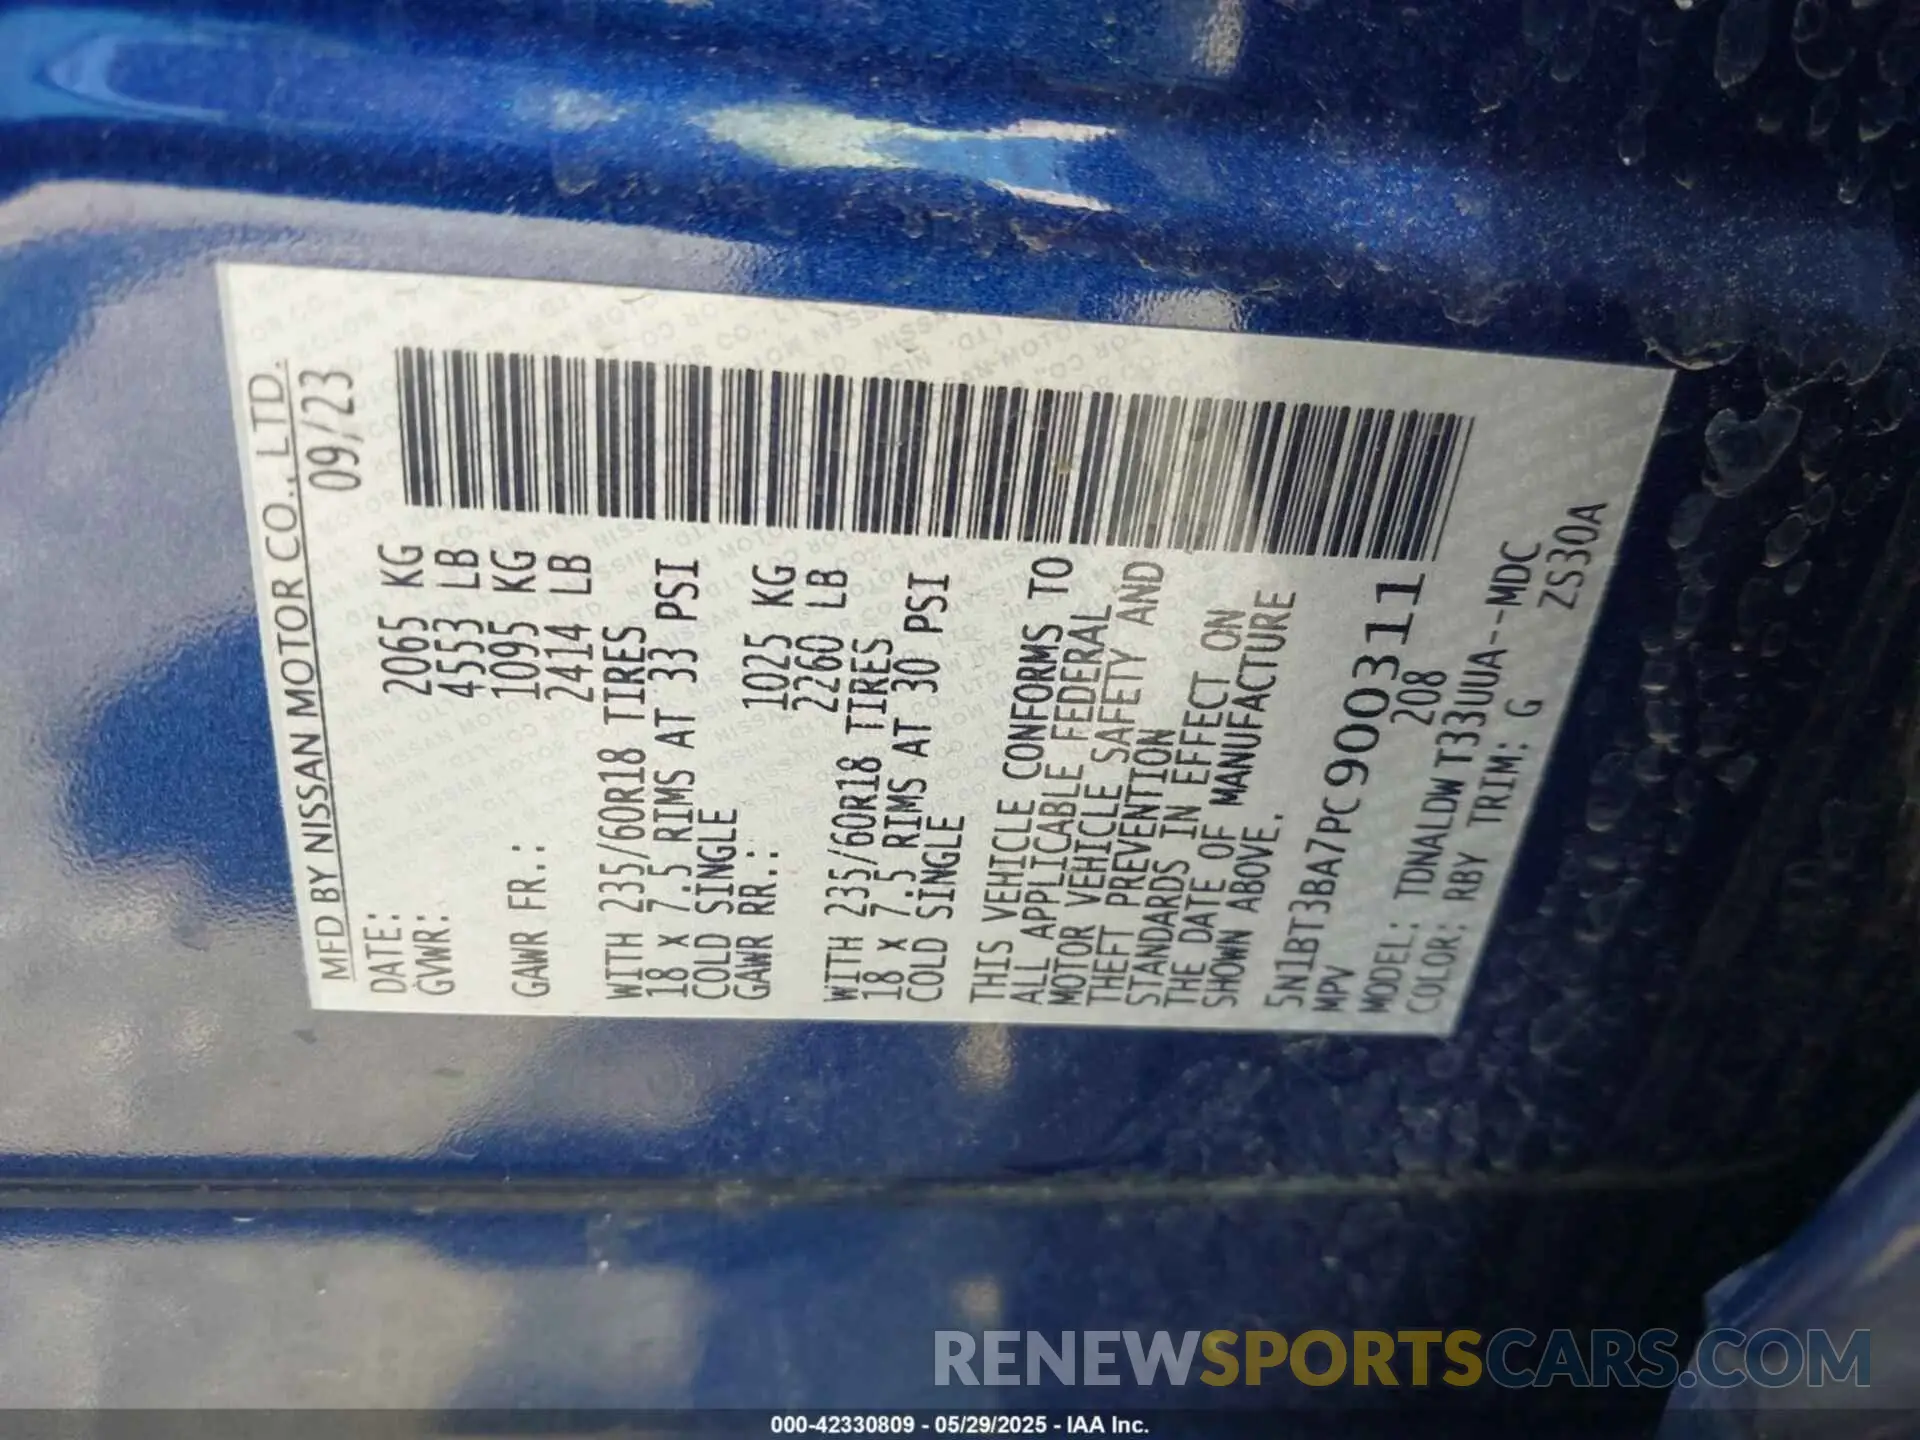 MFD BY NISSAN MOTOR CO., LTD.
DATE: 09/23
GVWR: 2065 KG
4553 LB
GAWR FR.: 1095 KG
2414 LB
WITH 235/60R18 TIRES
18 X 7.5 RIMS AT 33 PSI
COLD SINGLE
GAWR RR.: 1025 KG
2260 LB
WITH 235/60R18 TIRES
18 X 7.5 RIMS AT 30 PSI
COLD SINGLE
THIS VEHICLE CONFORMS TO
ALL APPLICABLE FEDERAL
MOTOR VEHICLE SAFETY AND
THEFT PREVENTION
STANDARDS IN EFFECT ON
THE DATE OF MANUFACTURE
SHOWN ABOVE.
5N1BT3BA7PC900311
MPV 208
MODEL: TDNALDWT33UUA--MDC
COLOR: RBY TRIM: G ZS30A
RENEWSPORTSCARS.COM
000-42330809 - 05/29/2025 - IAA Inc.